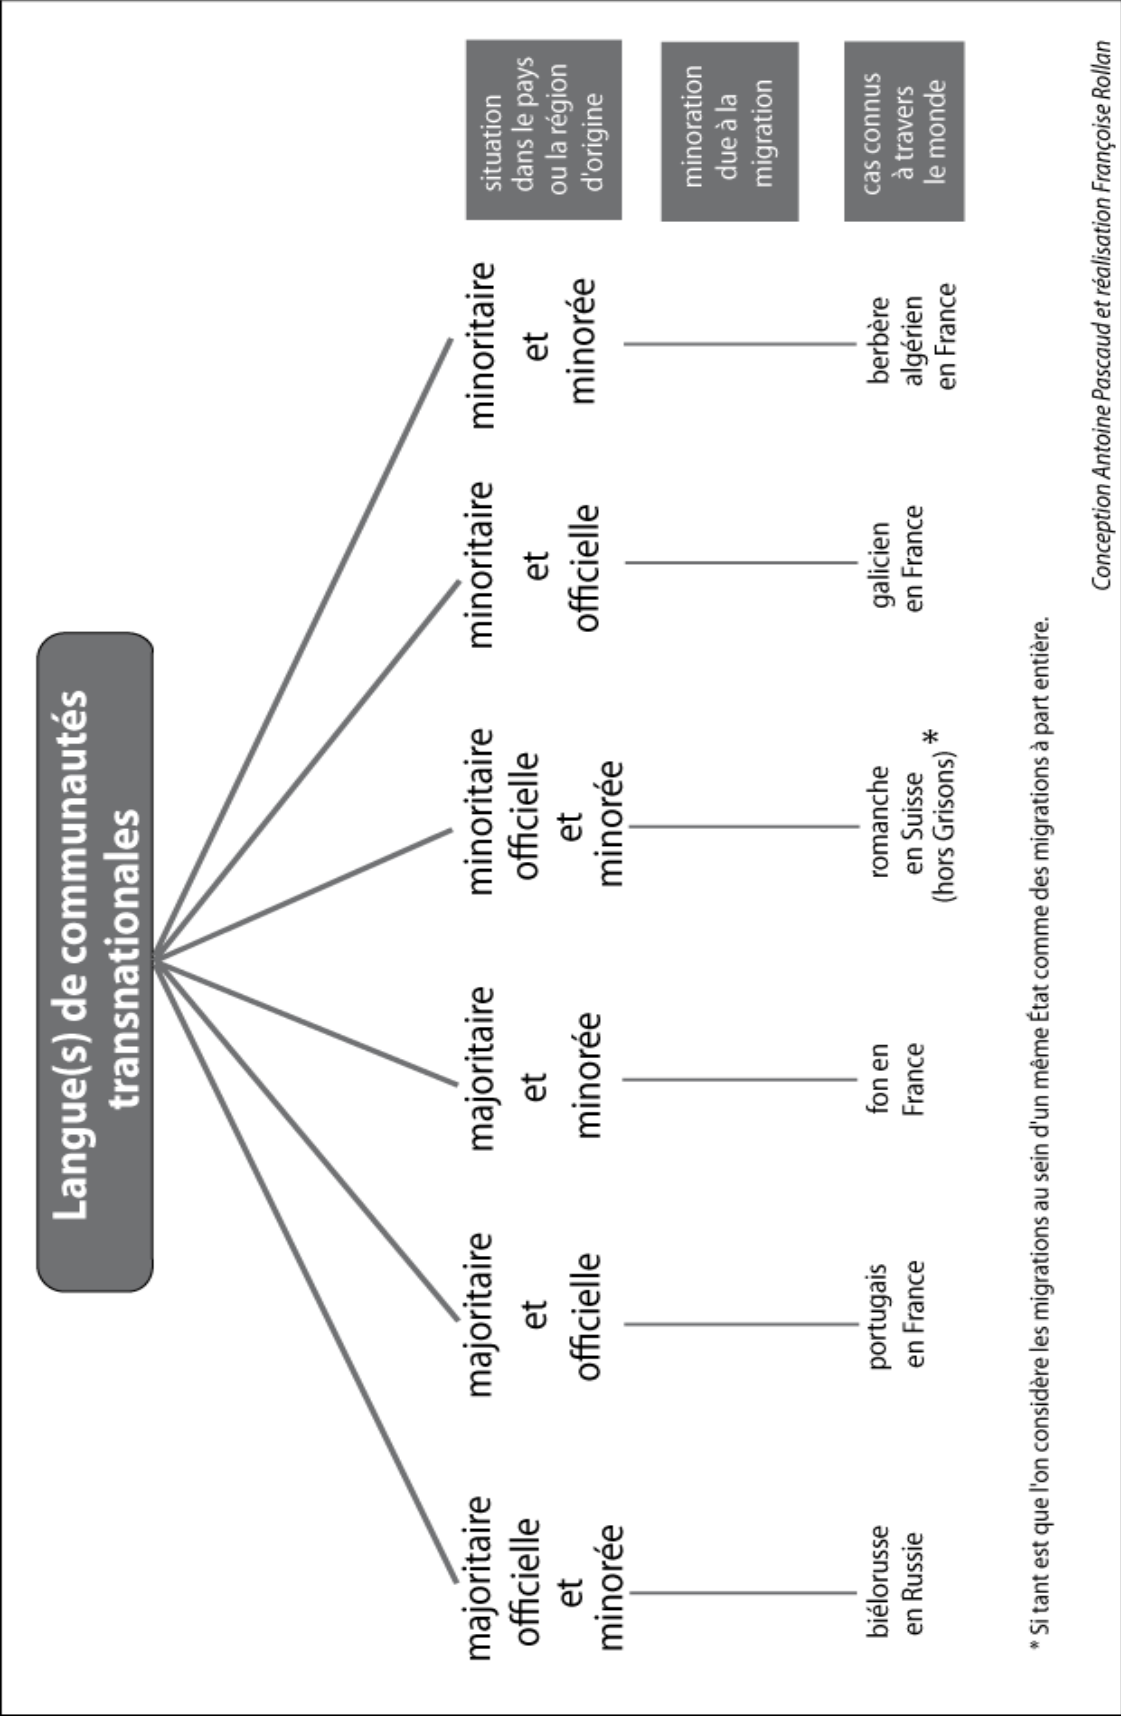 Langue(s) de communautés
transnationales
majoritaire
officielle
et
minorée
majoritaire
et
officielle
majoritaire
et
minorée
minoritaire
officielle
et
minorée
minoritaire
et
officielle
minoritaire
et
minorée
situation
dans le pays
ou la région
d'origine
minoration
due à la
migration
biélorusse
en Russie
portugais
en France
fon en
France
romanche
en Suisse
(hors Grisons) *
galicien
en France
berbère
algérien
en France
cas connus
à travers
le monde
* Si tant est que l'on considère les migrations au sein d'un même État comme des migrations à part entière.
Conception Antoine Pascaud et réalisation Françoise Rollan